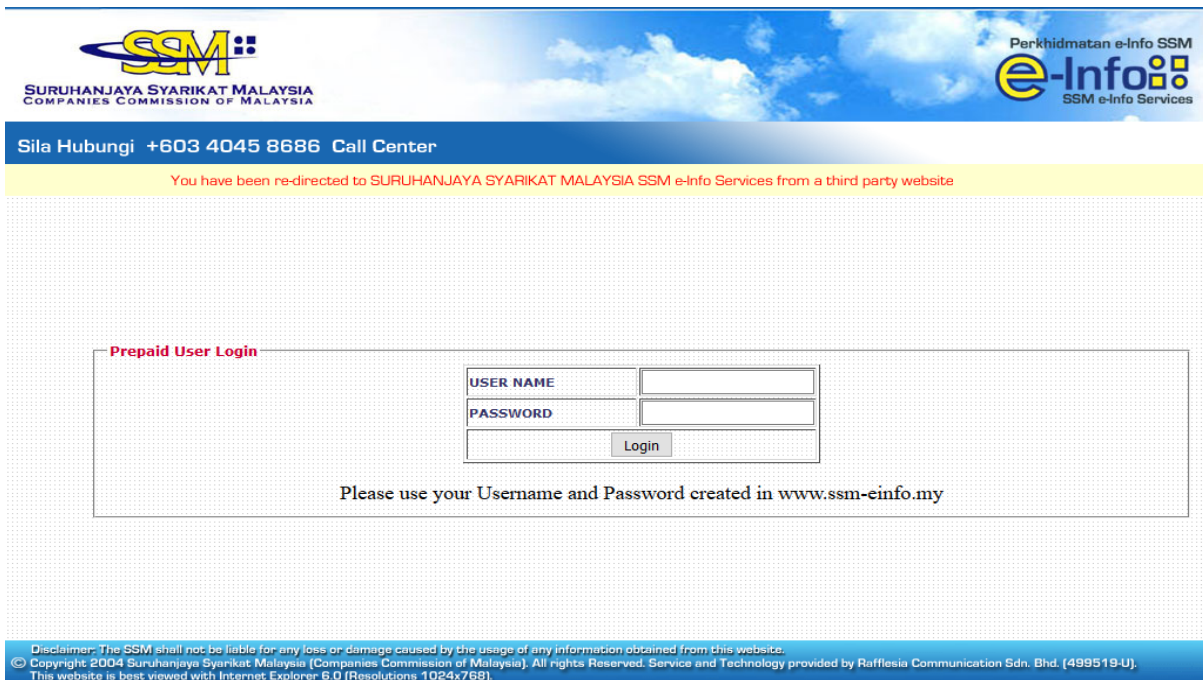 SSM
SURUHANJAYA SYARIKAT MALAYSIA
COMPANIES COMMISSION OF MALAYSIA
Perkhidmatan e-Info SSM
e-Info
SSM e-Info Services
Sila Hubungi +603 4045 8686 Call Center
You have been re-directed to SURUHANJAYA SYARIKAT MALAYSIA SSM e-Info Services from a third party website
Prepaid User Login
USER NAME
PASSWORD
Login
Please use your Username and Password created in www.ssm-einfo.my
Disclaimer: The SSM shall not be liable for any loss or damage caused by the usage of any information obtained from this website.
© Copyright 2004 Suruhanjaya Syarikat Malaysia (Companies Commission of Malaysia). All rights Reserved. Service and Technology provided by Rafflesia Communication Sdn. Bhd. (499519-U).
This website is best viewed with Internet Explorer 6.0 (Resolutions 1024x768).